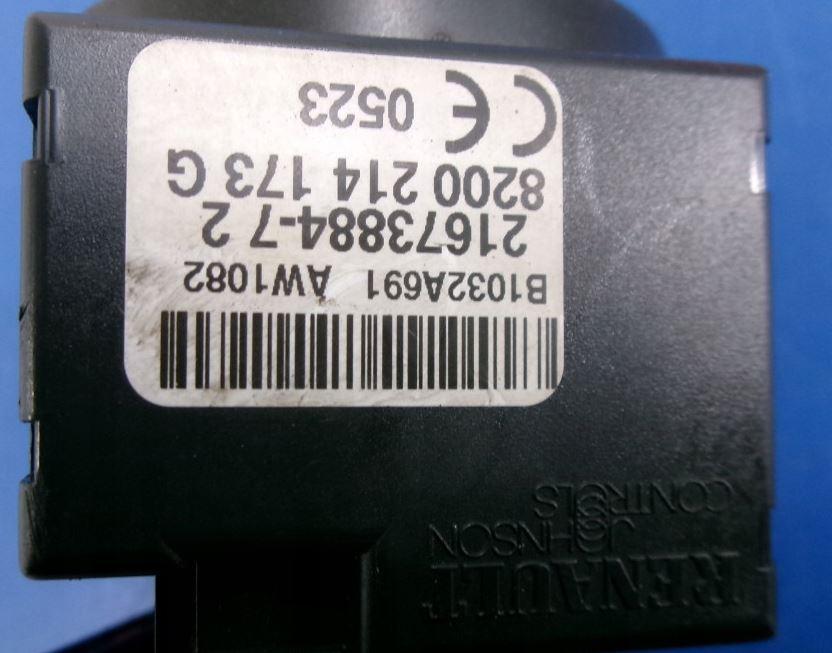 RENAULT
JOHNSON
CONTROLS
B1032A691 AW1082
21673884-7 2
8200 214 173 G
CE 0523